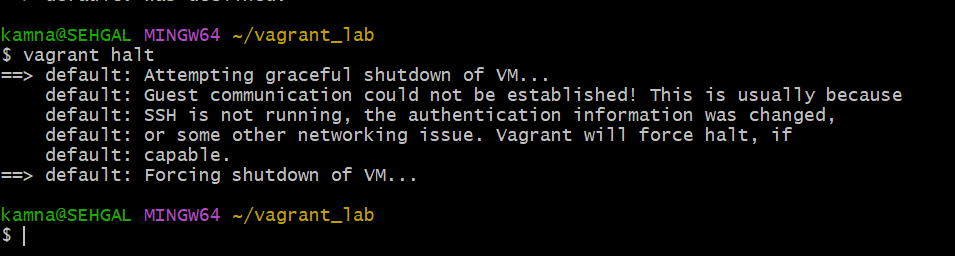 kamna@SEHGAL MINGW64 ~/vagrant_lab
$ vagrant halt
==> default: Attempting graceful shutdown of VM...
    default: Guest communication could not be established! This is usually because
    default: SSH is not running, the authentication information was changed,
    default: or some other networking issue. Vagrant will force halt, if
    default: capable.
==> default: Forcing shutdown of VM...
kamna@SEHGAL MINGW64 ~/vagrant_lab
$